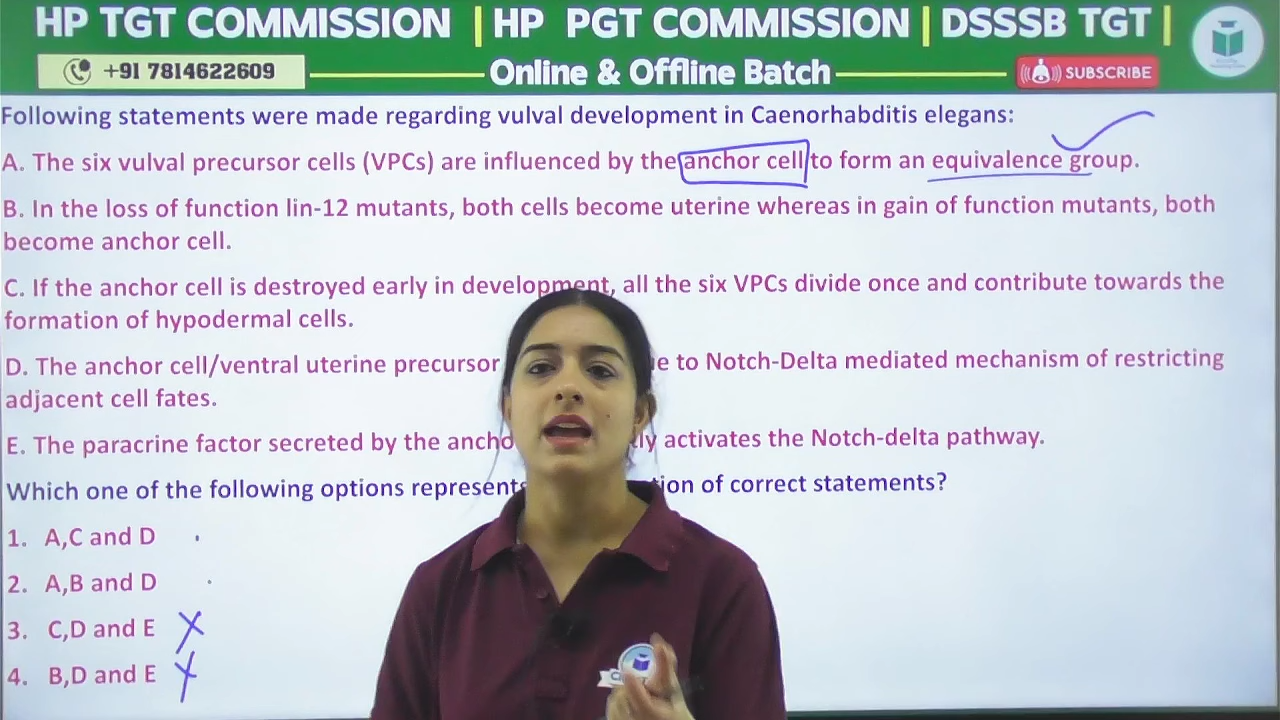 HP TGT COMMISSION | HP PGT COMMISSION | DSSSB TGT |
+91 7814622609 Online & Offline Batch SUBSCRIBE
Following statements were made regarding vulval development in Caenorhabditis elegans:
A. The six vulval precursor cells (VPCs) are influenced by the anchor cell to form an equivalence group.
B. In the loss of function lin-12 mutants, both cells become uterine whereas in gain of function mutants, both
become anchor cell.
C. If the anchor cell is destroyed early in development, all the six VPCs divide once and contribute towards the
formation of hypodermal cells.
D. The anchor cell/ventral uterine precursor to Notch-Delta mediated mechanism of restricting
adjacent cell fates.
E. The paracrine factor secreted by the activates the Notch-delta pathway.
Which one of the following options represents of correct statements?
1. A,C and D
2. A,B and D
3. C,D and E
4. B,D and E